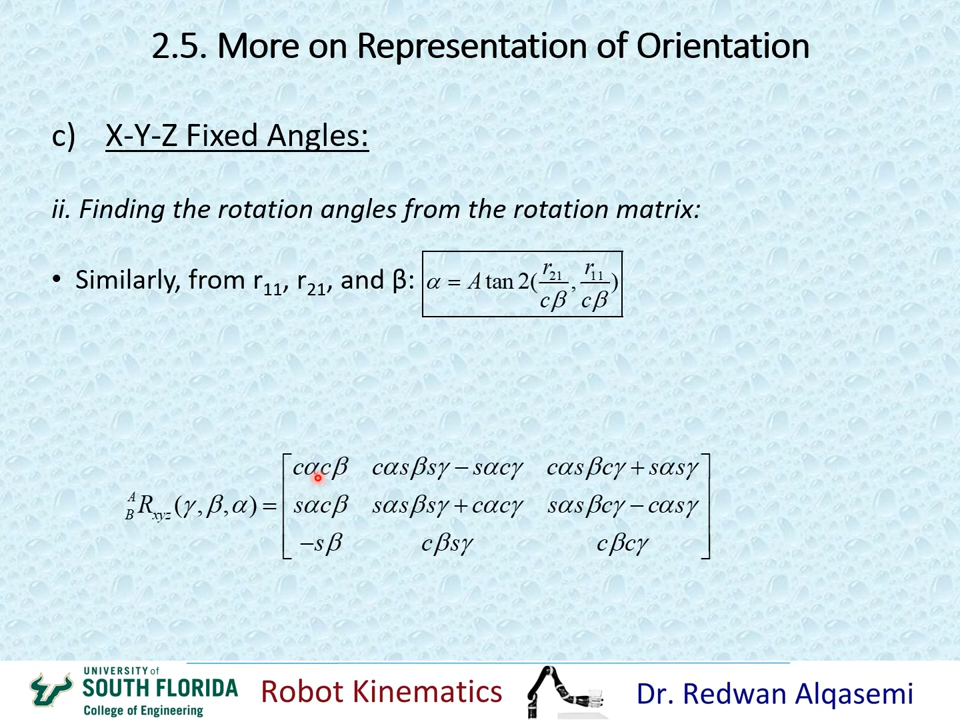 2.5. More on Representation of Orientation
c) X-Y-Z Fixed Angles:
ii. Finding the rotation angles from the rotation matrix:
• Similarly, from r₁₁, r₂₁, and β: α = A tan 2(r₂₁/cβ, r₁₁/cβ)
cαcβ cαsβsγ − sαcγ cαsβcγ + sαsγ
ᴬ_B R_xyz(γ, β, α) = sαcβ sαsβsγ + cαcγ sαsβcγ − cαsγ
−sβ cβsγ cβcγ
UNIVERSITY of
SOUTH FLORIDA
College of Engineering
Robot Kinematics
Dr. Redwan Alqasemi